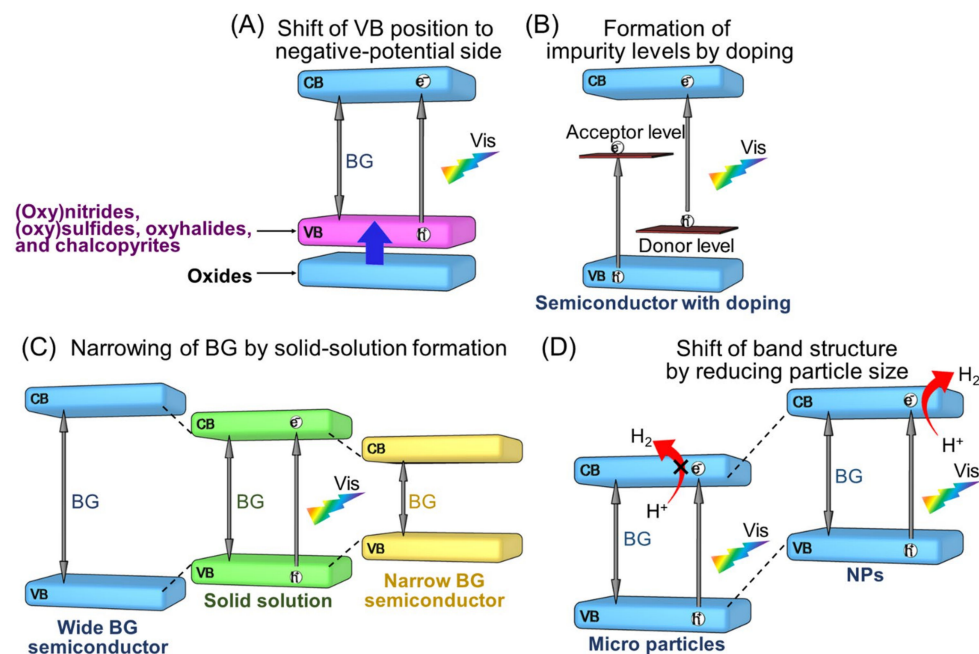 (A) Shift of VB position to
negative-potential side
CB
e⁻
BG
Vis
(Oxy)nitrides,
(oxy)sulfides, oxyhalides,
and chalcopyrites
VB
h⁺
Oxides
(B) Formation of
impurity levels by doping
CB
e⁻
Acceptor level
e⁻
Vis
h⁺
Donor level
VB
h⁺
Semiconductor with doping
(C) Narrowing of BG by solid-solution formation
CB
BG
VB
Wide BG
semiconductor
CB
e⁻
BG
Vis
VB
h⁺
Solid solution
CB
BG
VB
Narrow BG
semiconductor
(D) Shift of band structure
by reducing particle size
H₂
CB
e⁻
H⁺
BG
Vis
VB
h⁺
Micro particles
H₂
CB
e⁻
H⁺
BG
Vis
VB
h⁺
NPs